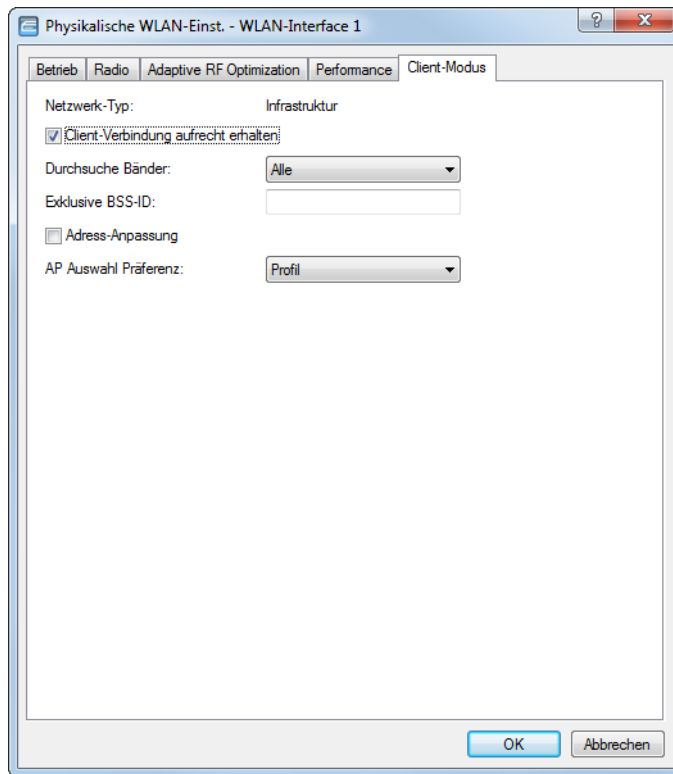 Physikalische WLAN-Einst. - WLAN-Interface 1
Betrieb Radio Adaptive RF Optimization Performance Client-Modus
Netzwerk-Typ: Infrastruktur
Client-Verbindung aufrecht erhalten
Durchsuche Bänder: Alle
Exklusive BSS-ID:
Adress-Anpassung
AP Auswahl Präferenz: Profil
OK Abbrechen